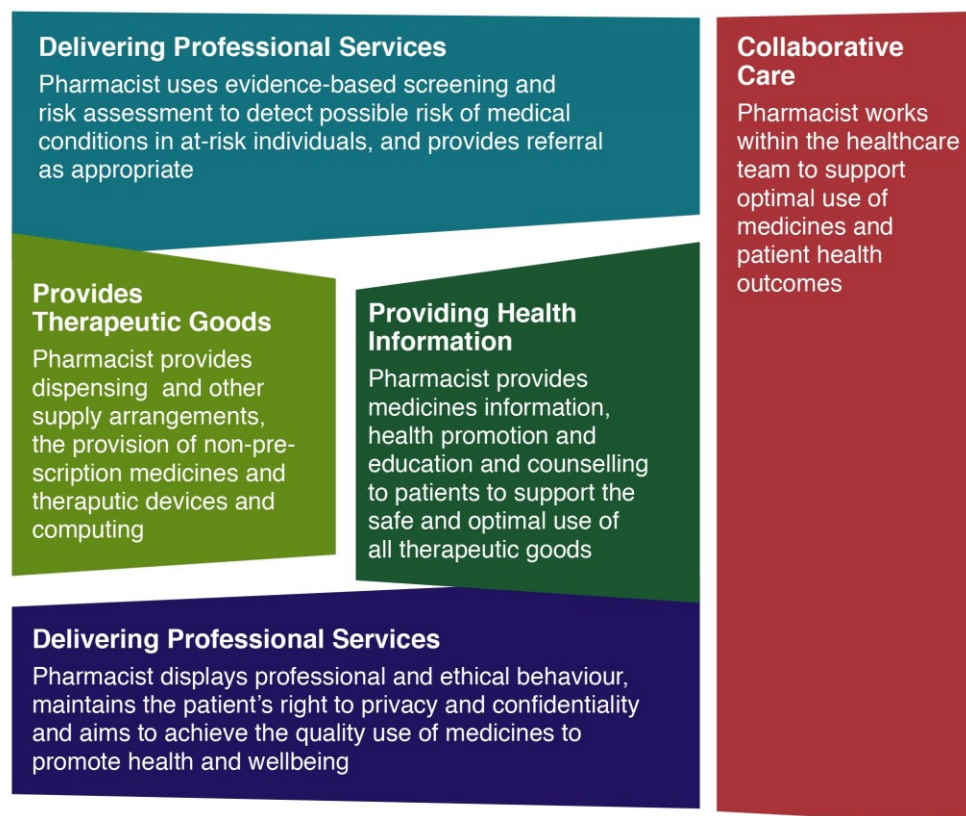 Delivering Professional Services
Pharmacist uses evidence-based screening and
risk assessment to detect possible risk of medical
conditions in at-risk individuals, and provides referral
as appropriate
Collaborative
Care
Pharmacist works
within the healthcare
team to support
optimal use of
medicines and
patient health
outcomes
Provides
Therapeutic Goods
Pharmacist provides
dispensing and other
supply arrangements,
the provision of non-pre-
scription medicines and
theraputic devices and
computing
Providing Health
Information
Pharmacist provides
medicines information,
health promotion and
education and counselling
to patients to support the
safe and optimal use of
all therapeutic goods
Delivering Professional Services
Pharmacist displays professional and ethical behaviour,
maintains the patient's right to privacy and confidentiality
and aims to achieve the quality use of medicines to
promote health and wellbeing